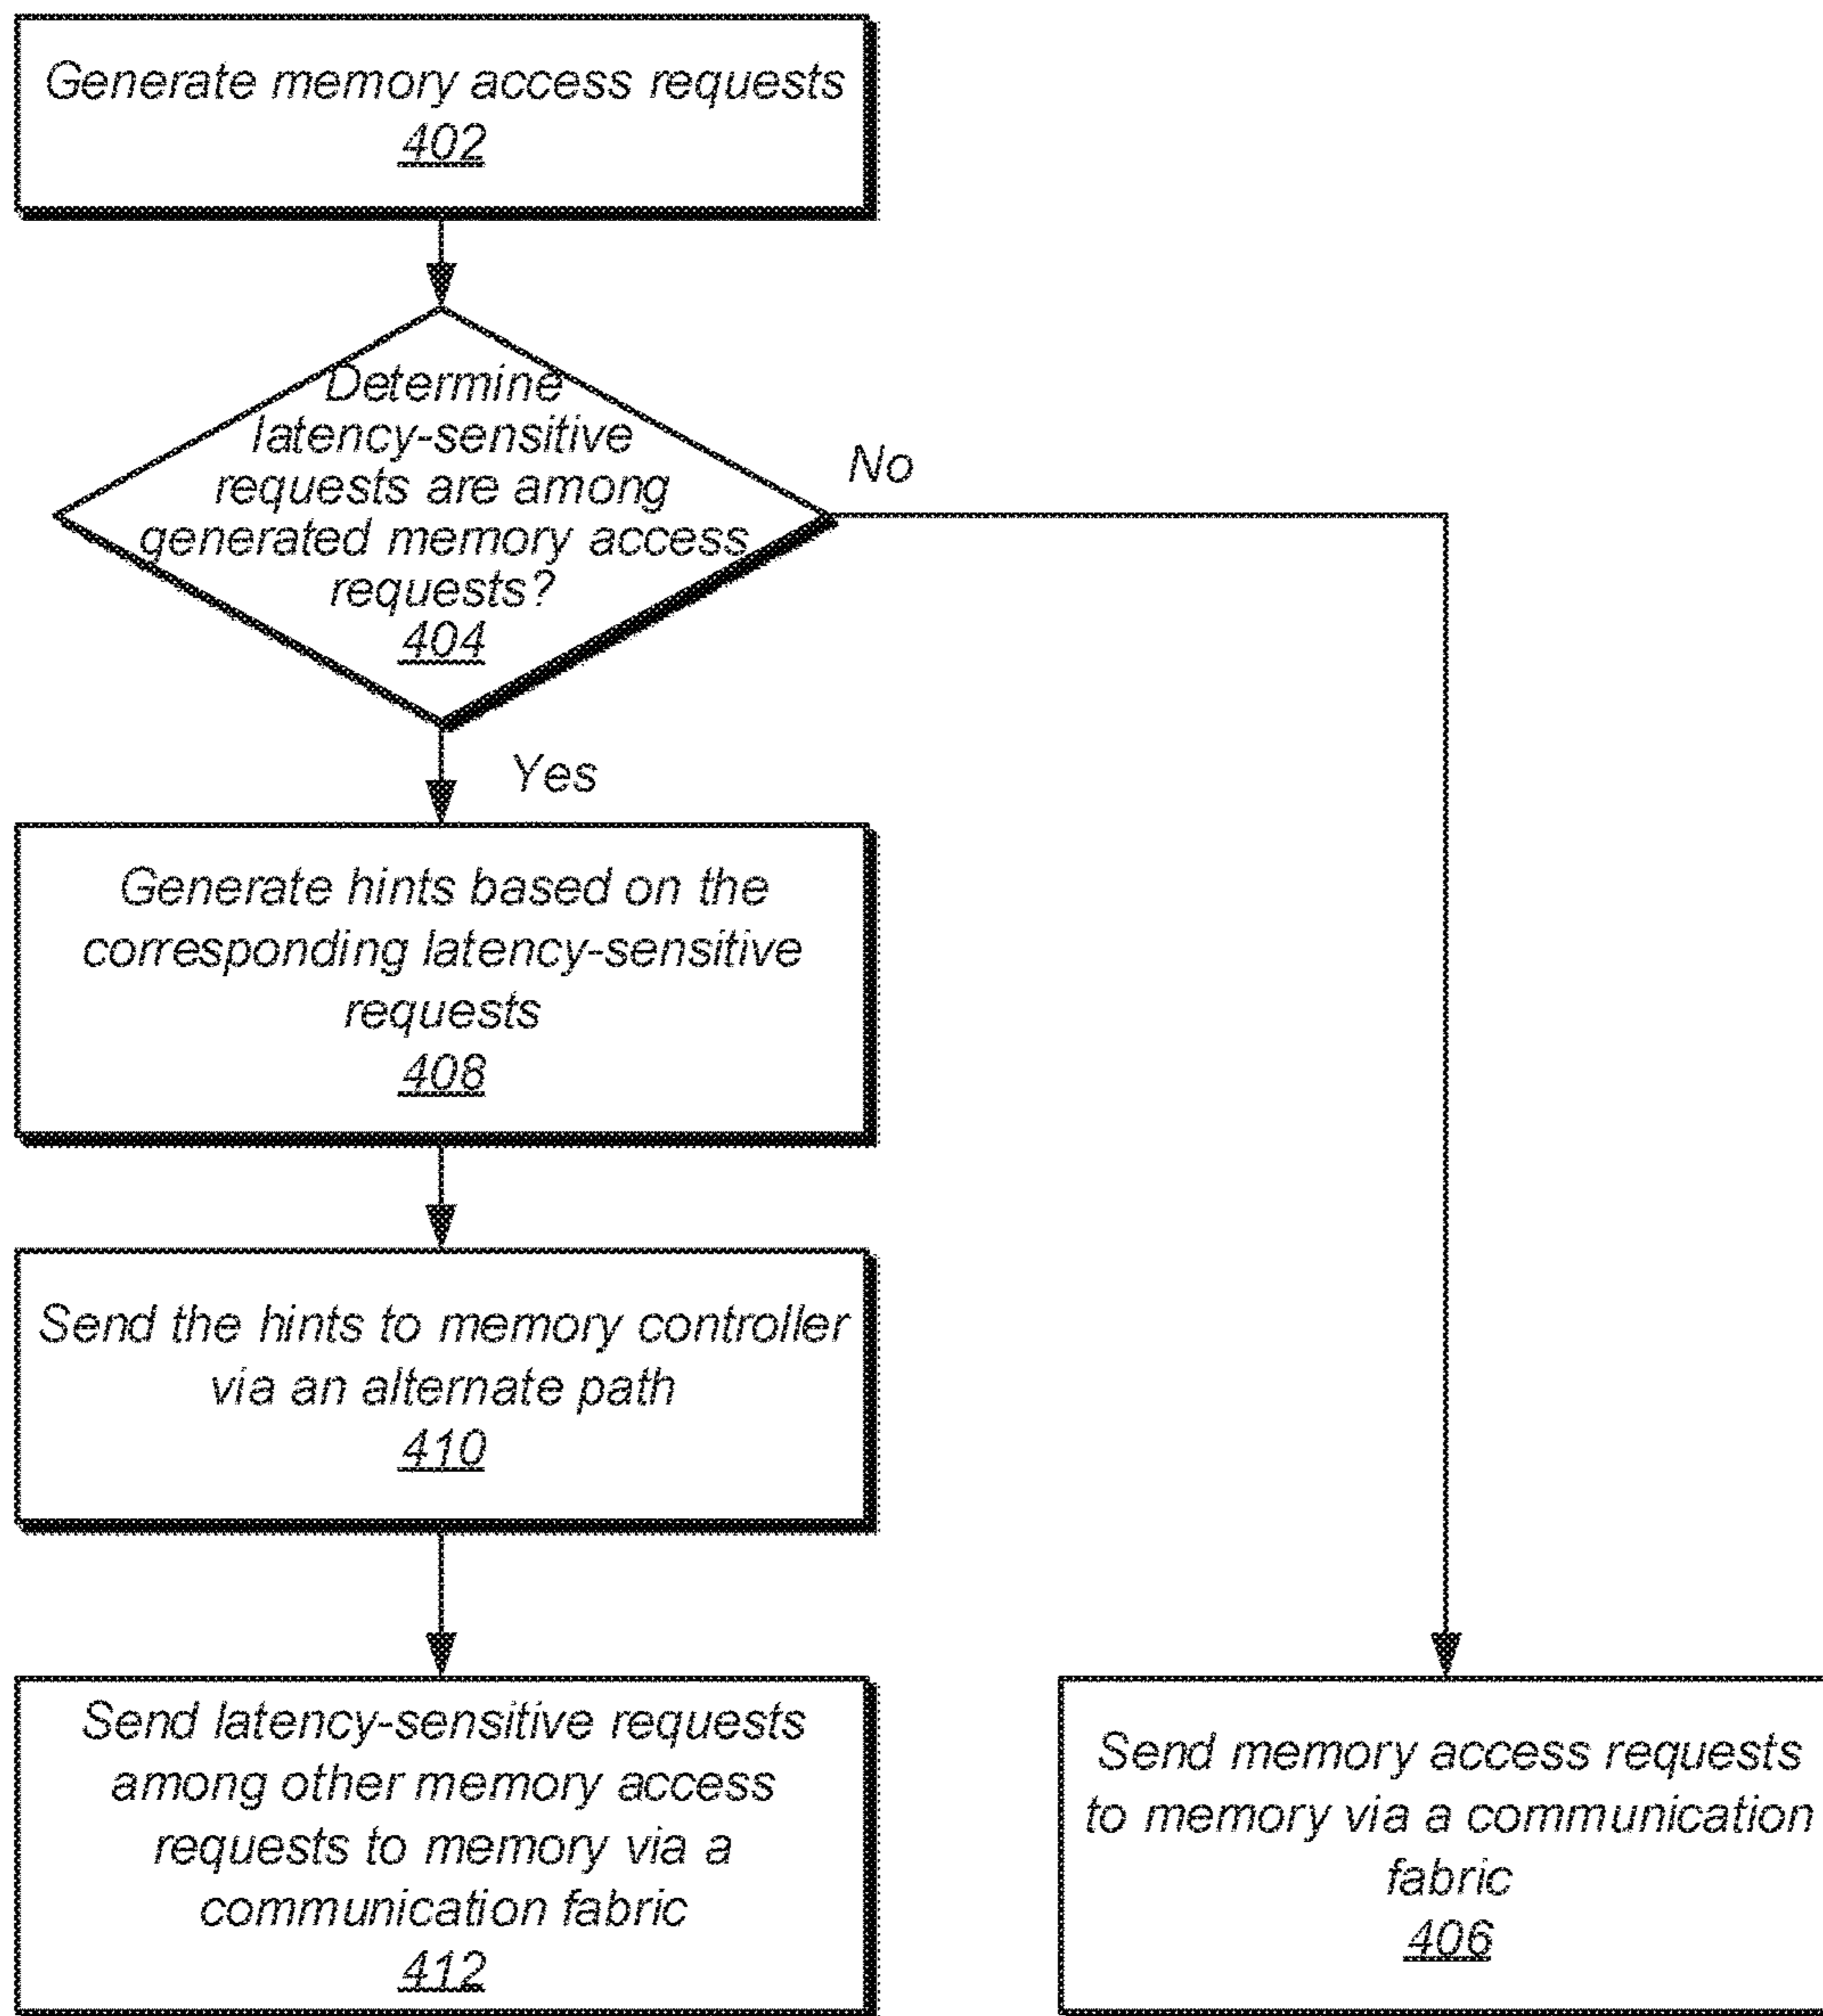 Generate memory access requests
402
Determine
latency-sensitive
requests are among
generated memory access
requests?
404
No
Yes
Generate hints based on the
corresponding latency-sensitive
requests
408
Send the hints to memory controller
via an alternate path
410
Send latency-sensitive requests
among other memory access
requests to memory via a
communication fabric
412
Send memory access requests
to memory via a communication
fabric
406